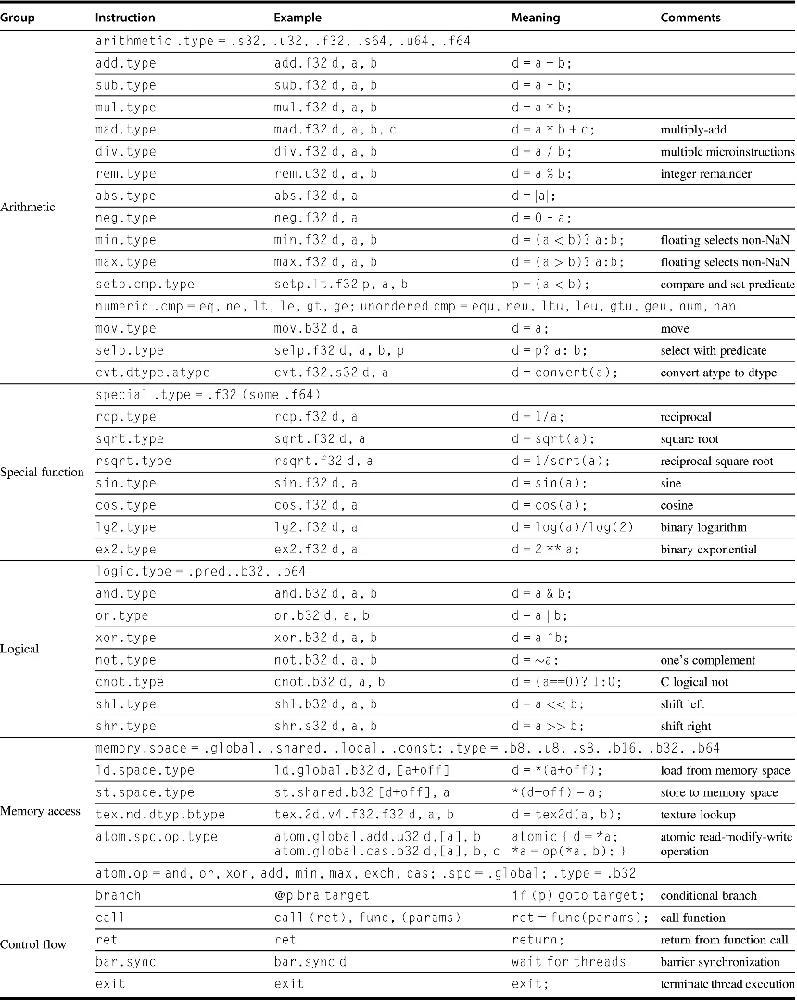 Group Instruction Example Meaning Comments
arithmetic .type = .s32, .u32, .f32, .s64, .u64, .f64
add.type add.f32 d, a, b d = a + b;
sub.type sub.f32 d, a, b d = a – b;
mul.type mul.f32 d, a, b d = a * b;
mad.type mad.f32 d, a, b, c d = a * b + c; multiply-add
div.type div.f32 d, a, b d = a / b; multiple microinstructions
rem.type rem.u32 d, a, b d = a % b; integer remainder
Arithmetic
abs.type abs.f32 d, a d = |a|;
neg.type neg.f32 d, a d = 0 - a;
min.type min.f32 d, a, b d = (a < b)? a:b; floating selects non-NaN
max.type max.f32 d, a, b d = (a > b)? a:b; floating selects non-NaN
setp.cmp.type setp.lt.f32 p, a, b p = (a < b); compare and set predicate
numeric .cmp = eq, ne, lt, le, gt, ge; unordered cmp = equ, neu, ltu, leu, gtu, geu, num, nan
mov.type mov.b32 d, a d = a; move
selp.type selp.f32 d, a, b, p d = p? a: b; select with predicate
cvt.dtype.atype cvt.f32.s32 d, a d = convert(a); convert atype to dtype
special .type = .f32 (some .f64)
rcp.type rcp.f32 d, a d = 1/a; reciprocal
sqrt.type sqrt.f32 d, a d = sqrt(a); square root
Special function rsqrt.type rsqrt.f32 d, a d = 1/sqrt(a); reciprocal square root
sin.type sin.f32 d, a d = sin(a); sine
cos.type cos.f32 d, a d = cos(a); cosine
lg2.type lg2.f32 d, a d = log(a)/log(2) binary logarithm
ex2.type ex2.f32 d, a d = 2 ** a; binary exponential
logic.type = .pred,.b32, .b64
and.type and.b32 d, a, b d = a & b;
or.type or.b32 d, a, b d = a | b;
Logical xor.type xor.b32 d, a, b d = a ^b;
not.type not.b32 d, a, b d = ~a; one's complement
cnot.type cnot.b32 d, a, b d = (a==0)? 1:0; C logical not
shl.type shl.b32 d, a, b d = a << b; shift left
shr.type shr.s32 d, a, b d = a >> b; shift right
memory.space = .global, .shared, .local, .const; .type = .b8, .u8, .s8, .b16, .b32, .b64
ld.space.type ld.global.b32 d, [a+off] d = *(a+off); load from memory space
st.space.type st.shared.b32 [d+off], a *(d+off) = a; store to memory space
Memory access tex.nd.dtyp.btype tex.2d.v4.f32.f32 d, a, b d = tex2d(a, b); texture lookup
atom.spc.op.type atom.global.add.u32 d,[a], b atomic { d = *a; atomic read-modify-write
atom.global.cas.b32 d,[a], b, c *a = op(*a, b); } operation
atom.op = and, or, xor, add, min, max, exch, cas; .spc = .global; .type = .b32
branch @p bra target if (p) goto target; conditional branch
call call (ret), func, (params) ret = func(params); call function
Control flow ret ret return; return from function call
bar.sync bar.sync d wait for threads barrier synchronization
exit exit exit; terminate thread execution